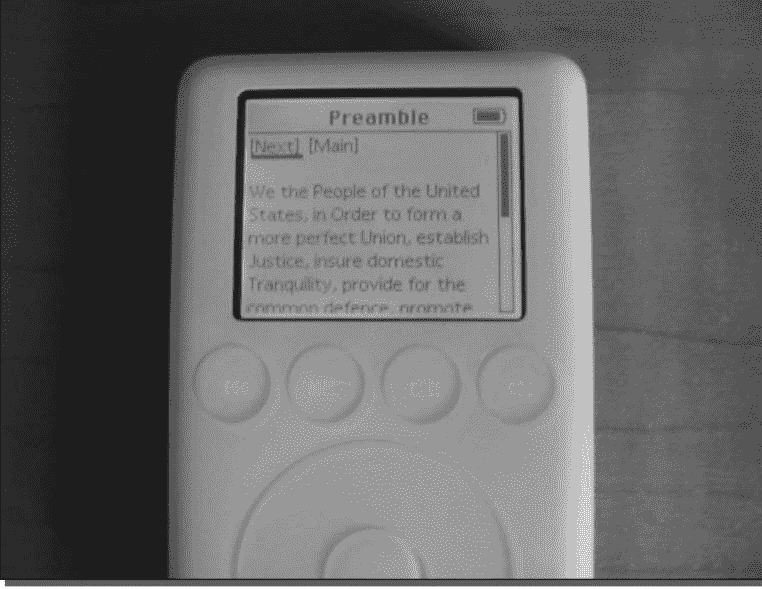 Preamble
[Next] [Main]
We the People of the United
States, in Order to form a
more perfect Union, establish
Justice, insure domestic
Tranquility, provide for the
common defence, promote